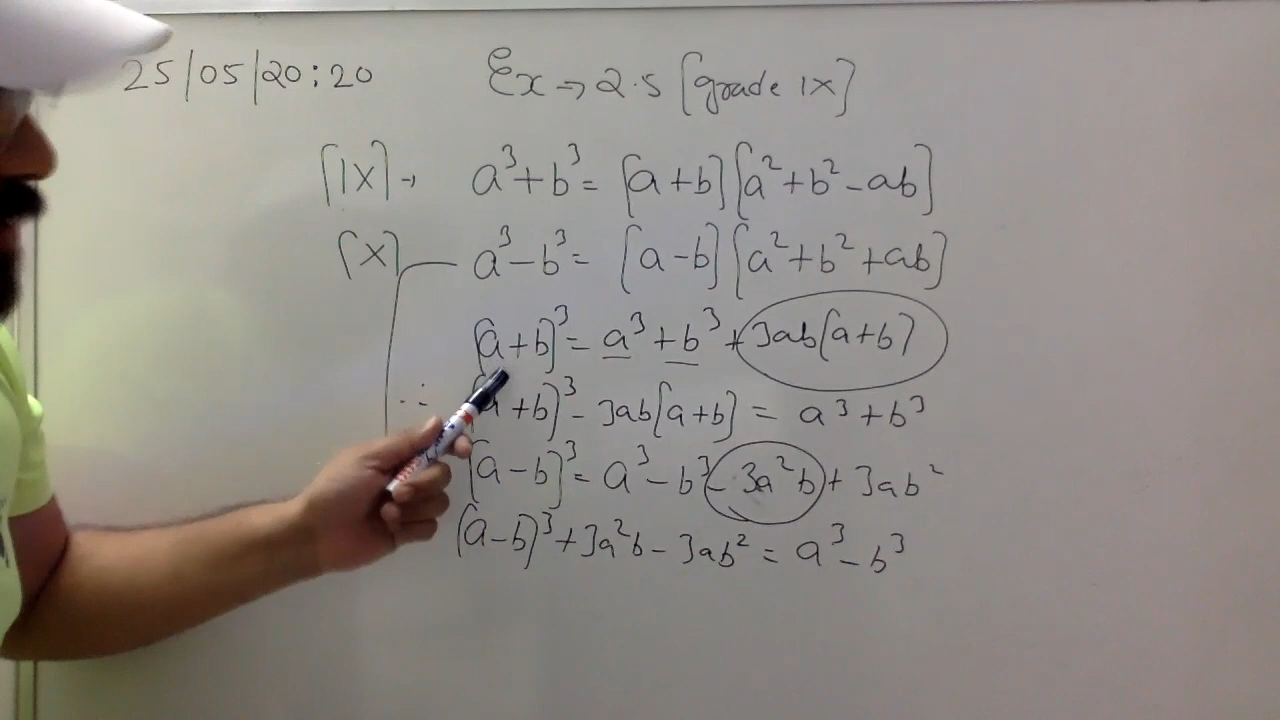 25/05/20:20 Ex → 2.5 [grade IX]
[IX] → a³+b³ = [a+b][a²+b²-ab]
[X] a³-b³ = [a-b][a²+b²+ab]
[a+b]³ = a³+b³+3ab[a+b]
∴ [a+b]³-3ab[a+b] = a³+b³
[a-b]³ = a³-b³-3a²b+3ab²
(a-b)³+3a²b-3ab² = a³-b³